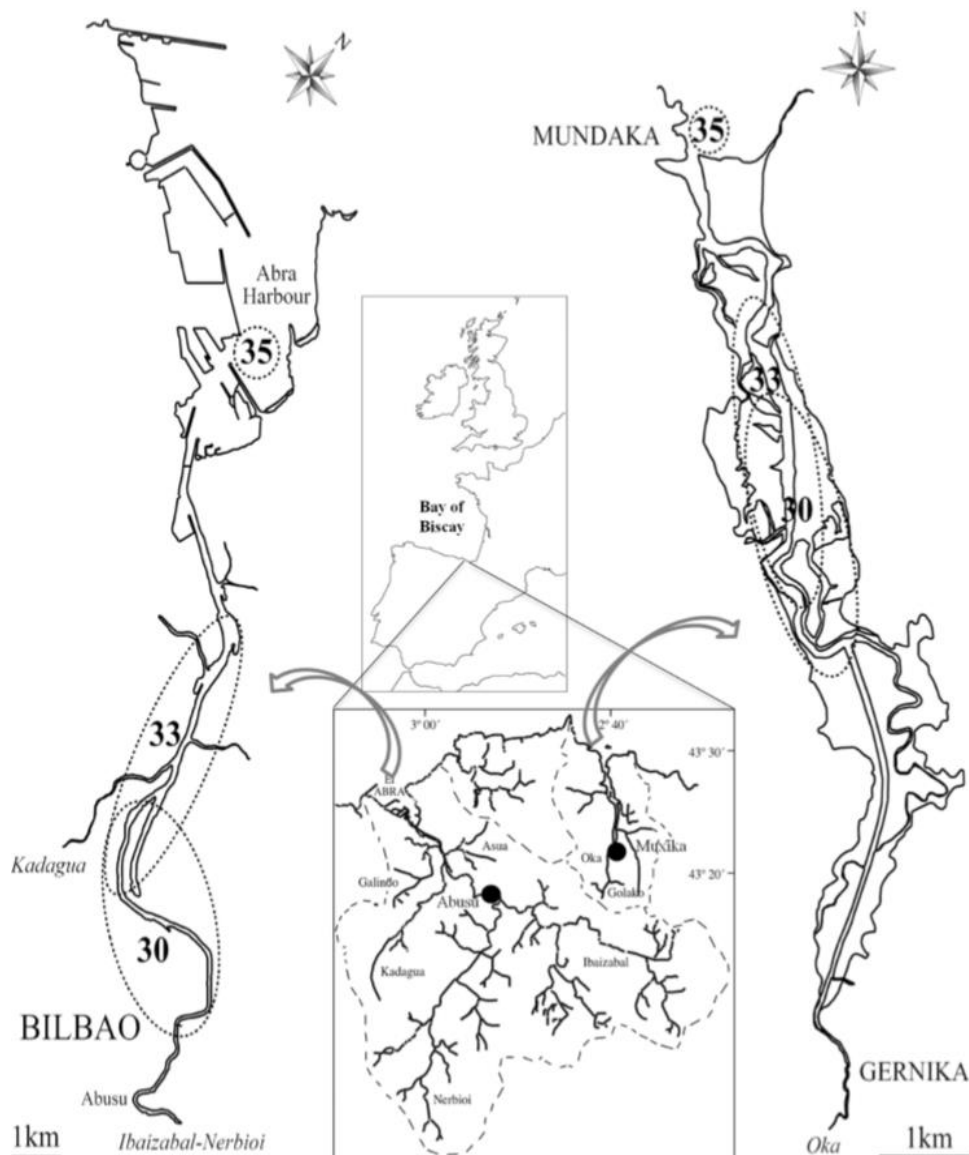 N
N
MUNDAKA
35
Abra
Harbour
35
33
Bay of
Biscay
30
33
Kadagua
30
BILBAO
Abusu
1km
Ibaizabal-Nerbioi
3° 00
2° 40
43° 30
ABRA
Asua
Oka
Muxika
Galindo
Golako
43° 20
Abusu
Kadagua
Ibaizabal
Nerbioi
GERNIKA
Oka
1km